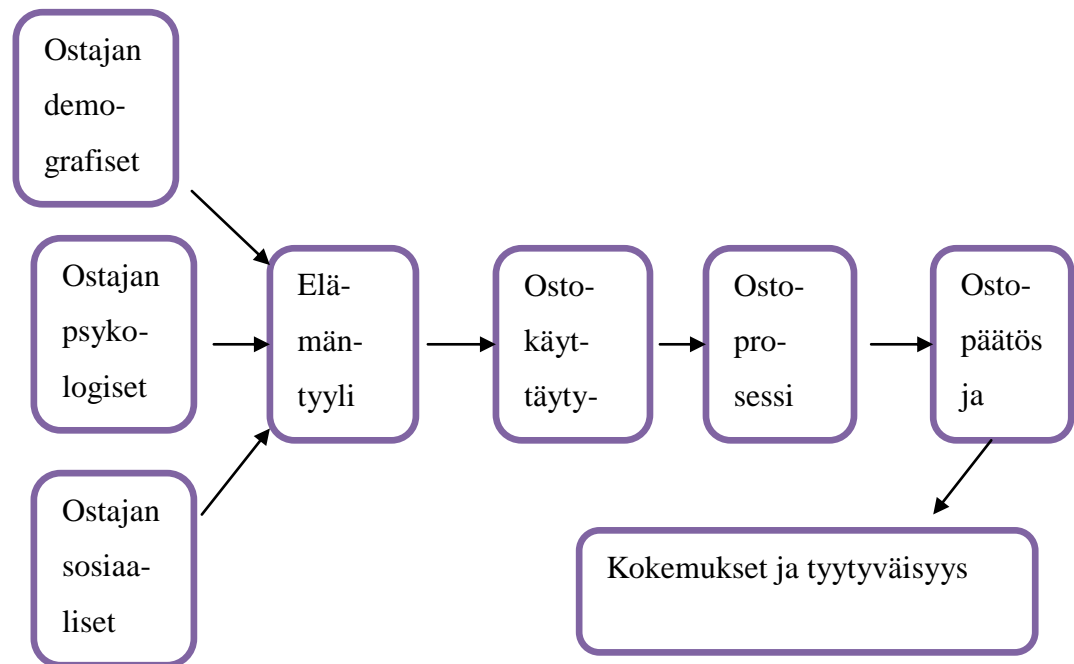 Ostajan
demo-
grafiset
Ostajan
psyko-
logiset
Ostajan
sosiaa-
liset
Elä-
män-
tyyli
Osto-
käyt-
täyty-
Osto-
pro-
sessi
Osto-
päätös
ja
Kokemukset ja tyytyväisyys